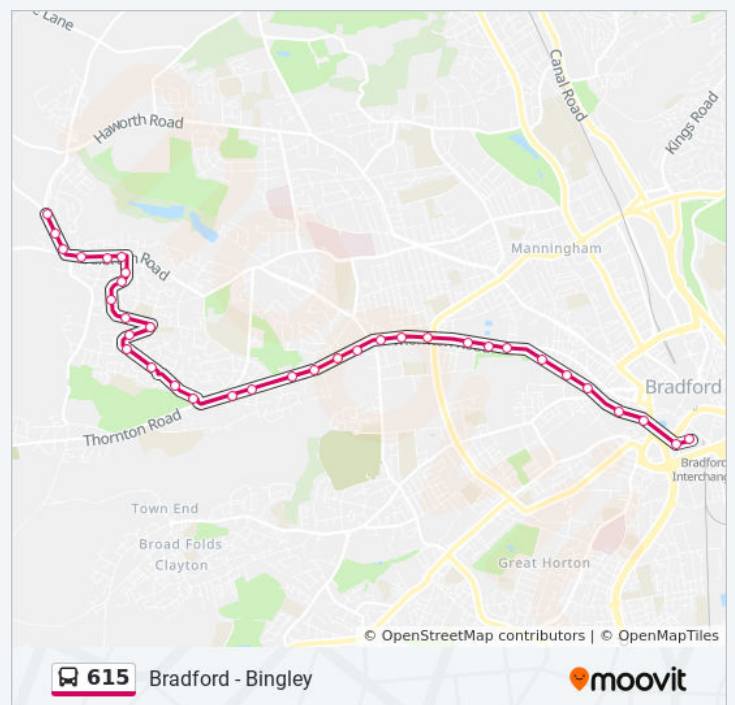 Lane
Haworth Road
Canal Road
Kings Road
Manningham
Road
Bradford
Thornton Road
Bradford
Interchang
Town End
Broad Folds
Clayton
Great Horton
© OpenStreetMap contributors | © OpenMapTiles
615 Bradford - Bingley
moovit